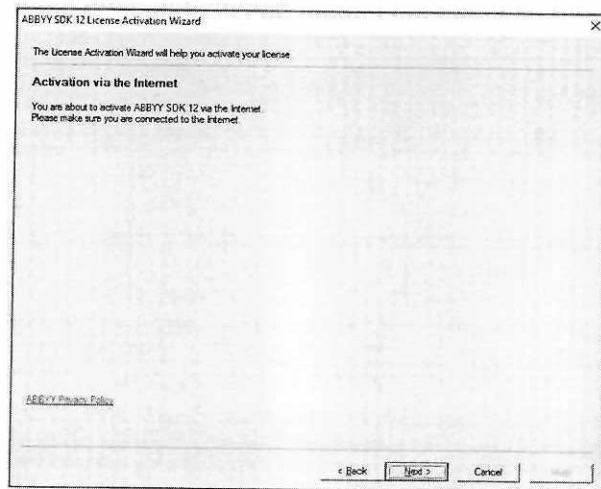 ABBYY SDK 12 License Activation Wizard
The License Activation Wizard will help you activate your license
Activation via the Internet
You are about to activate ABBYY SDK 12 via the Internet.
Please make sure you are connected to the Internet.
ABBYY Privacy Policy
< Back Next > Cancel Help